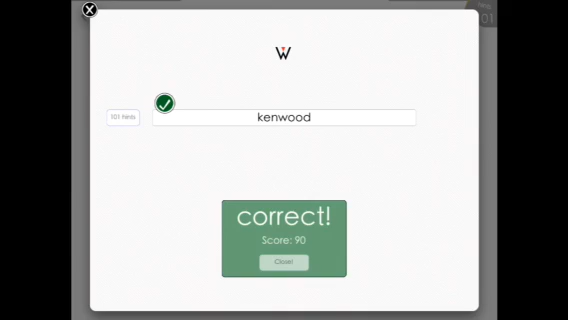 W
101 hints
kenwood
correct!
Score: 90
Close!